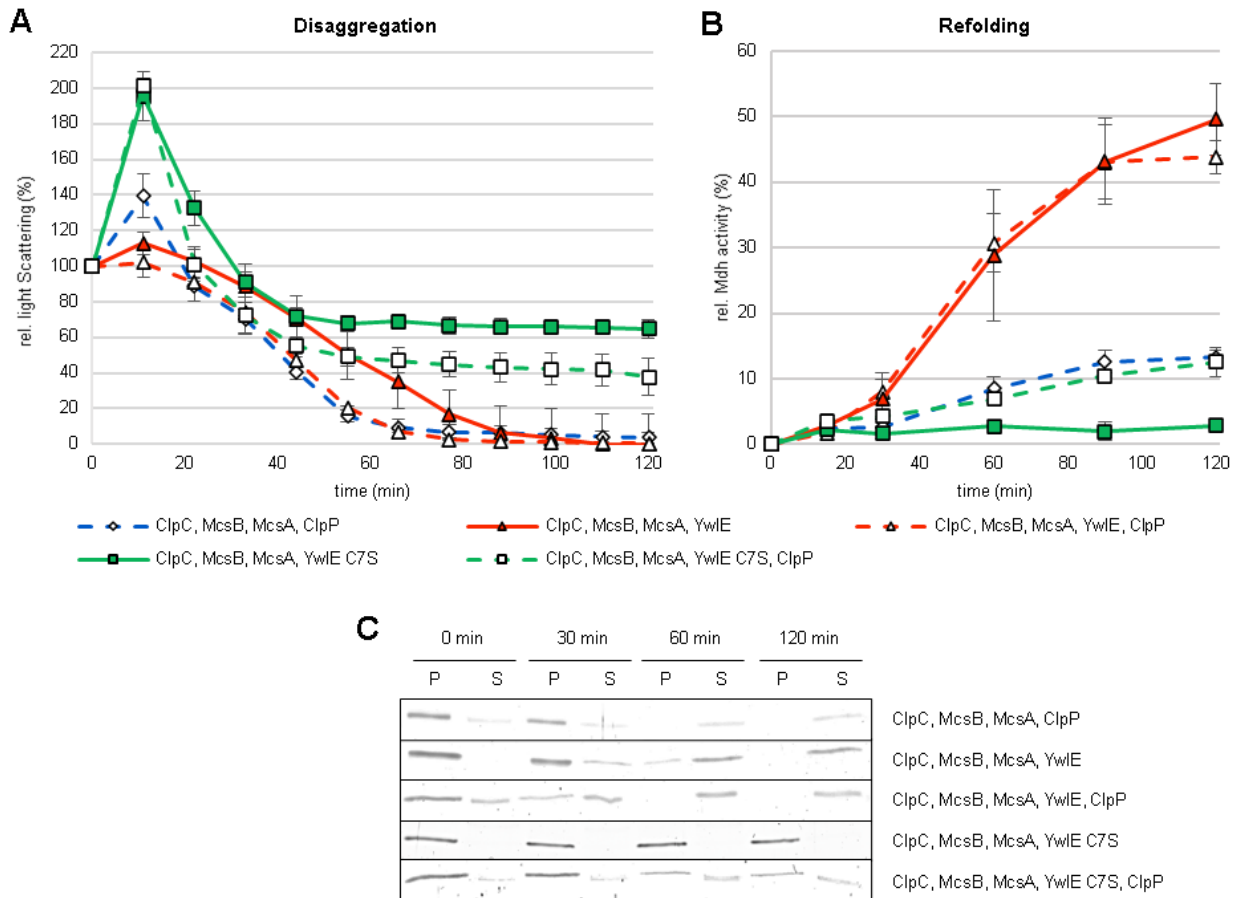 A
Disaggregation
220
200
180
160
140
120
100
80
60
40
20
0
rel. light Scattering (%)
0 20 40 60 80 100 120
time (min)
B
Refolding
60
50
40
30
20
10
0
rel. Mdh activity (%)
0 20 40 60 80 100 120
time (min)
ClpC, McsB, McsA, ClpP
ClpC, McsB, McsA, YwlE
ClpC, McsB, McsA, YwlE, ClpP
ClpC, McsB, McsA, YwlE C7S
ClpC, McsB, McsA, YwlE C7S, ClpP
C
0 min 30 min 60 min 120 min
P S P S P S P S
ClpC, McsB, McsA, ClpP
ClpC, McsB, McsA, YwlE
ClpC, McsB, McsA, YwlE, ClpP
ClpC, McsB, McsA, YwlE C7S
ClpC, McsB, McsA, YwlE C7S, ClpP